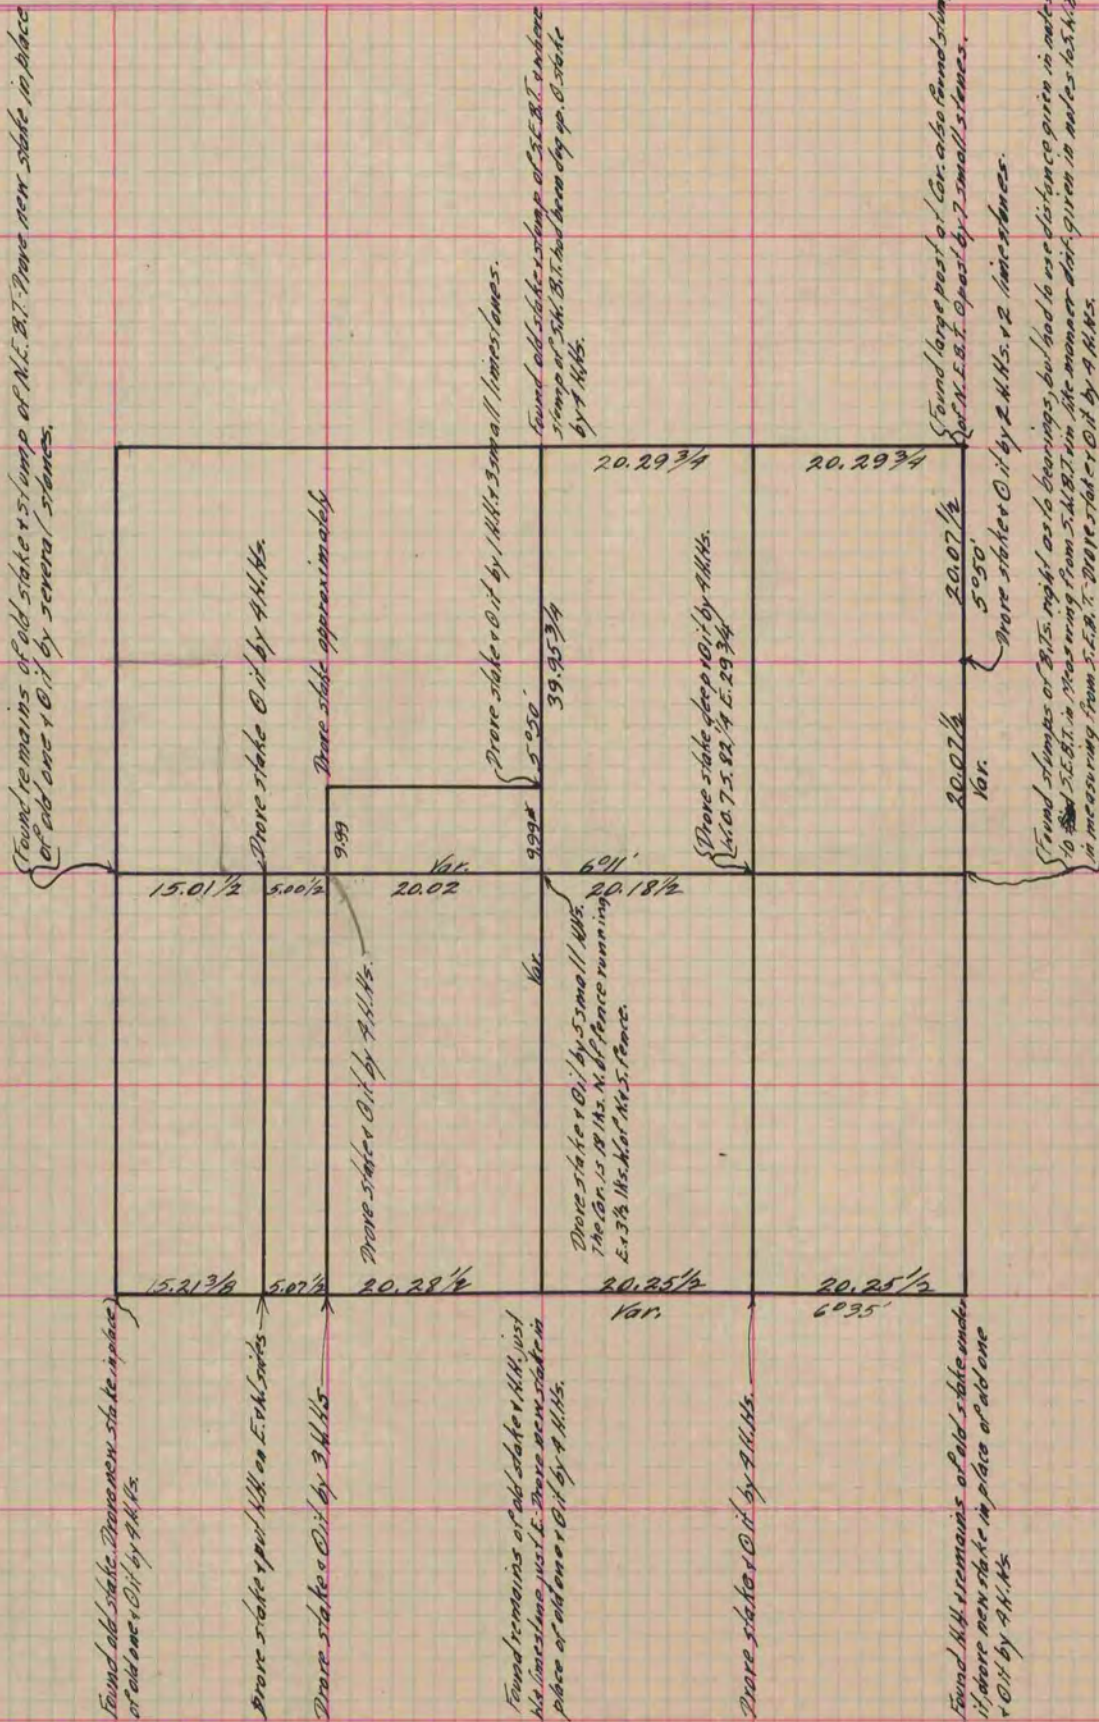 Found remains of old stake & stump of N.E.B.T. Drove new stake in place
of old one & ⊙ it by several stones.
Found old stake & stump of S.E.B.T. & where
stump of S.W. B.T. had been dug up. ⊙ stake
by 4 N.Hs.
Found large post at Cor. also found stump
of N.E.B.T. ⊙ post by 7 small stones.
Drove stake ⊙ it by 4 N.Hs.
Drove stake approximately
Drove stake & ⊙ it by 1 N.H. & 3 small limestones.
Drove stake deep & ⊙ it by 4 N.Hs.
W. 0.7 S. 82 1/4 E. 29 3/4
Drove stake & ⊙ it by 2 N.Hs. & 2 limestones.
Found stumps of B.Ts. right as to bearings, but had to use distance given in notes
to S.E.B.T. in measuring from S.W.B.T. & in like manner dist. given in notes to S.W.B.T.
in measuring from S.E.B.T. Drove stake & ⊙ it by 4 N.Hs.
20.29 3/4
20.29 3/4
39.95 3/4
5°50'
20.07 1/2
5°50'
20.07 1/2
Var.
9.99
9.99
15.01 1/2
5.00 1/2
Var.
20.02
6°11'
20.18 1/2
Var.
Drove stake & ⊙ it by 4 N.Hs.
Drove stake & ⊙ it by 5 small N.Hs.
The Cor. is 18 lks. N. of fence running
E. & 3 1/2 lks. W. of N. & S. fence.
15.21 3/8
5.07 1/2
20.28 1/2
20.25 1/2
Var.
20.25 1/2
6°35'
Found old stake. Drove new stake in place
of old one & ⊙ it by 4 N.Hs.
Drove stake & put N.H. on E. & W. sides
Drove stake & ⊙ it by 3 N.Hs
Found remains of old stake & N.H. just
W. & limestone just E. Drove new stake in
place of old one & ⊙ it by 4 N.Hs.
Drove stake & ⊙ it by 4 N.Hs.
Found N.H. & remains of old stake under
it, drove new stake in place of old one
& ⊙ it by 4 N.Hs.